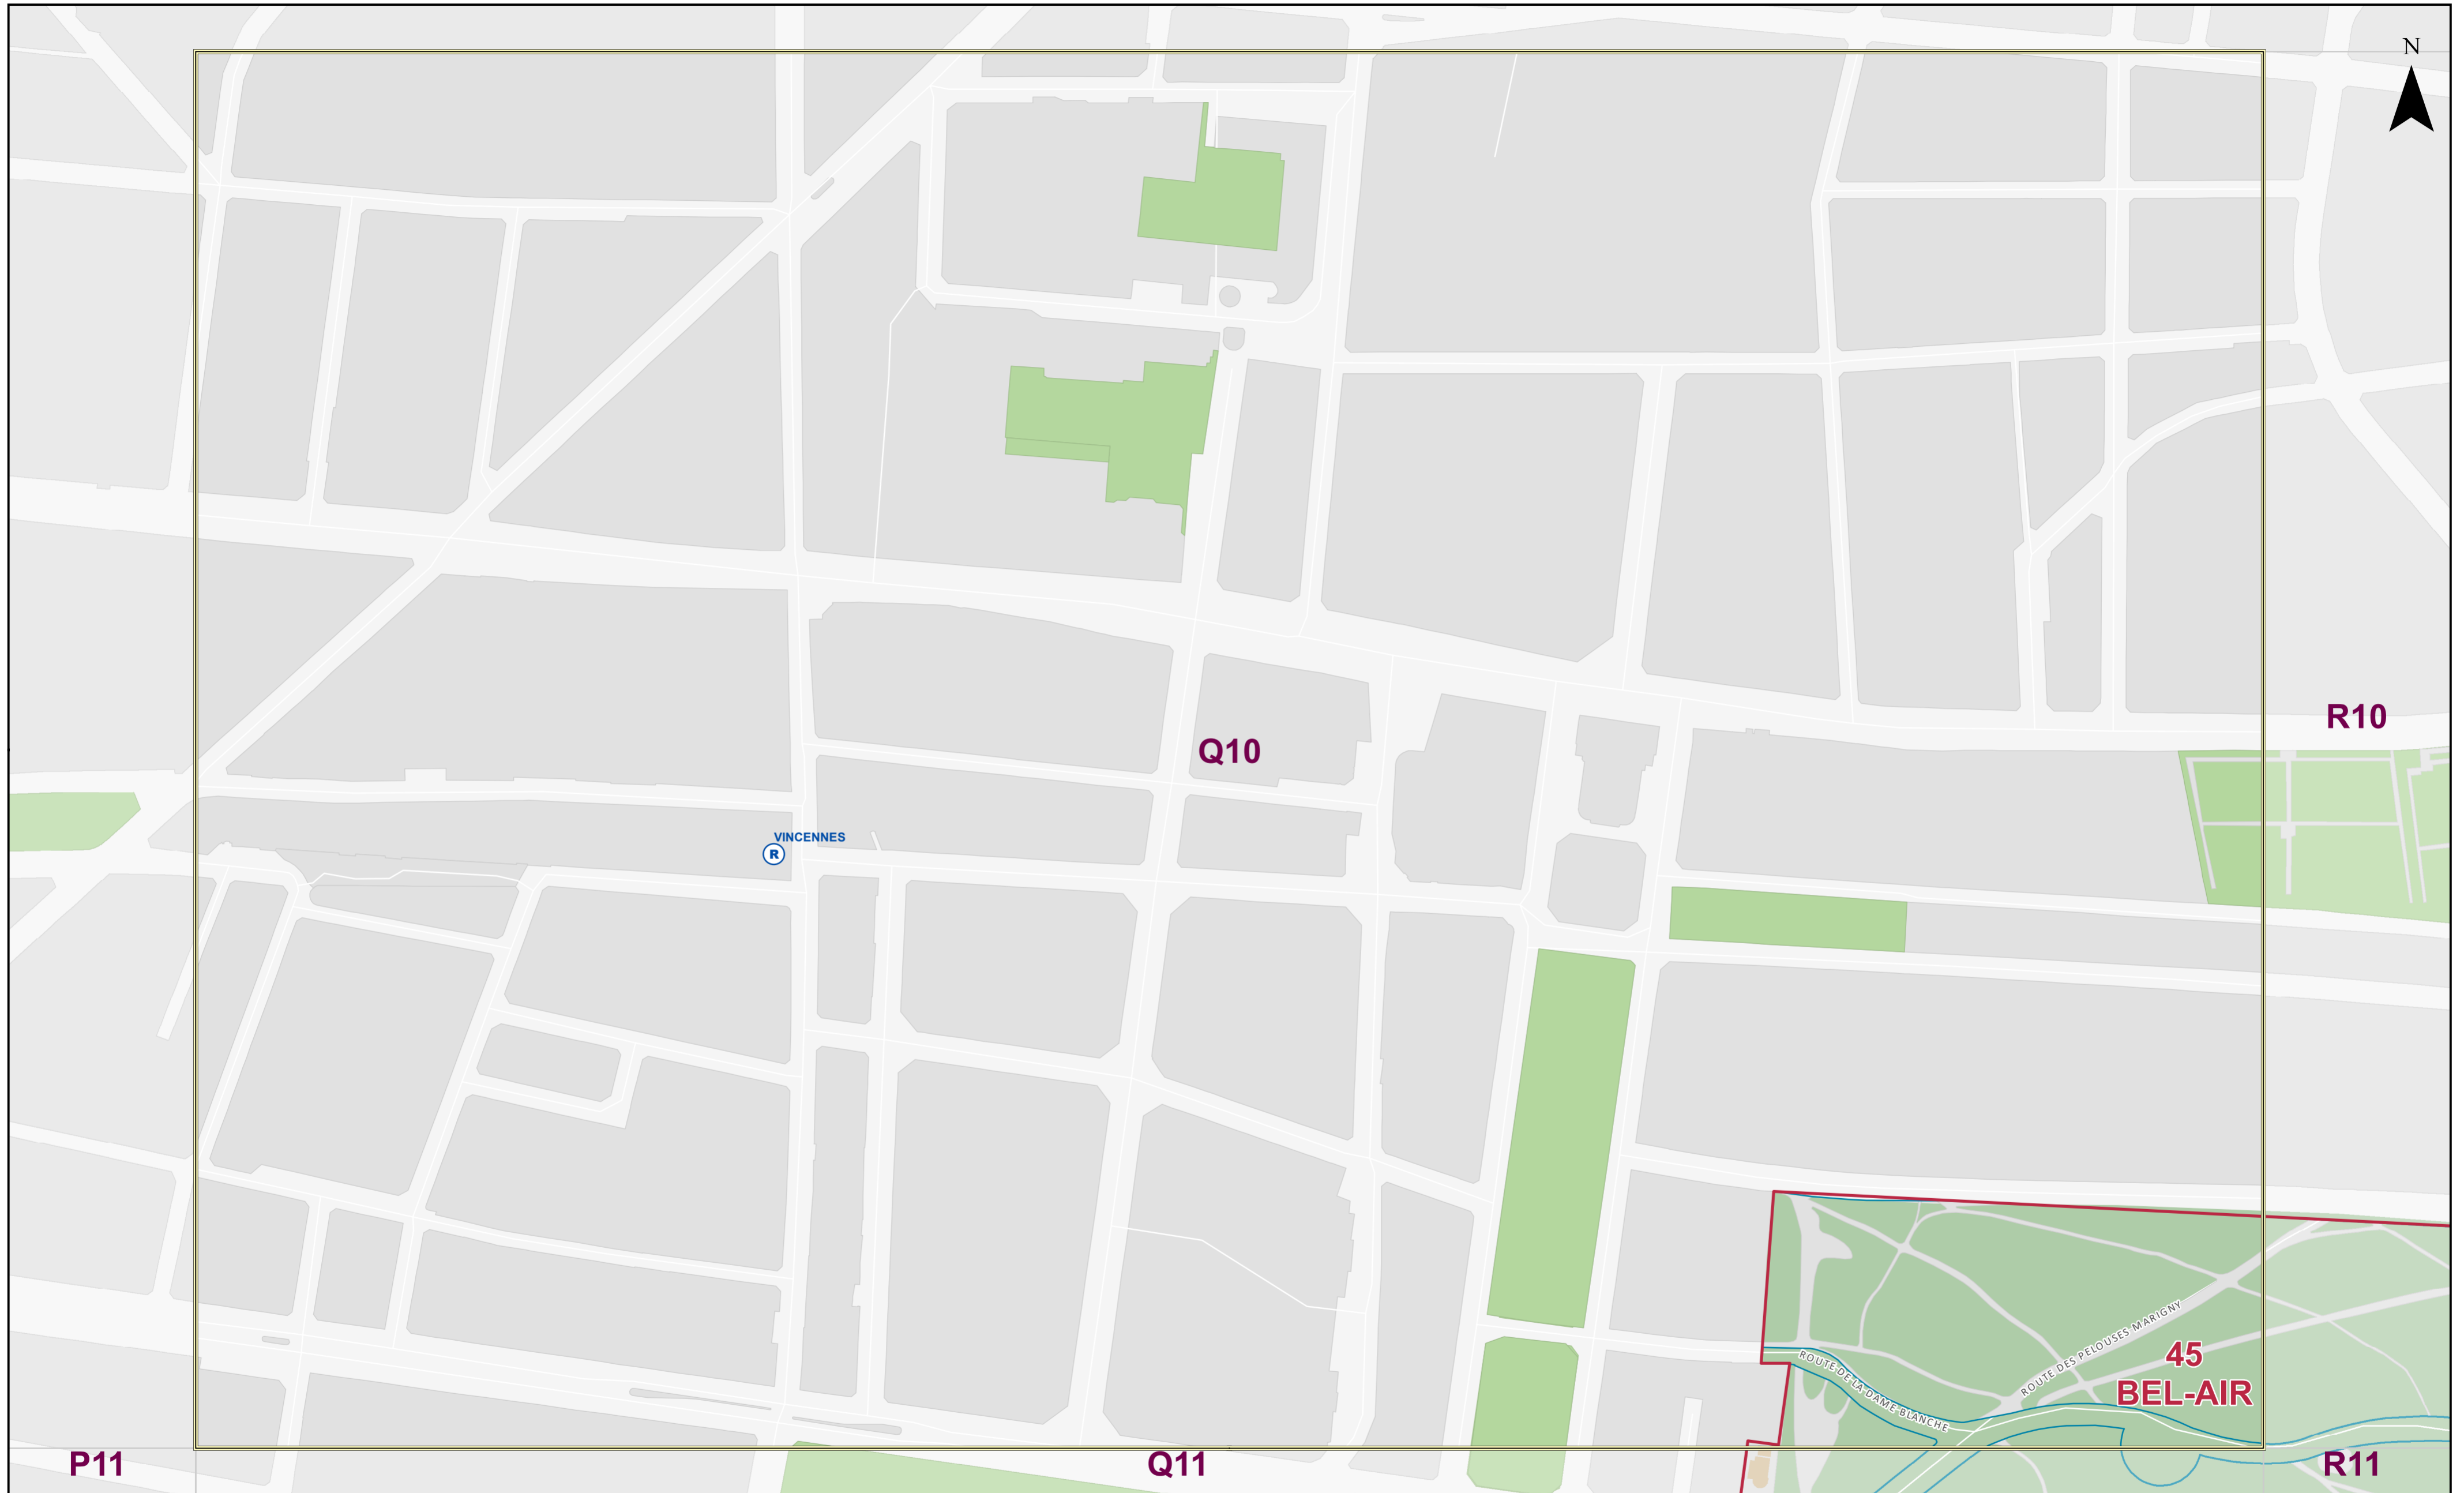 N
R10
Q10
VINCENNES
R
ROUTE DES PELOUSES MARIGNY
45
BEL-AIR
ROUTE DE LA DAME BLANCHE
P11
Q11
R11